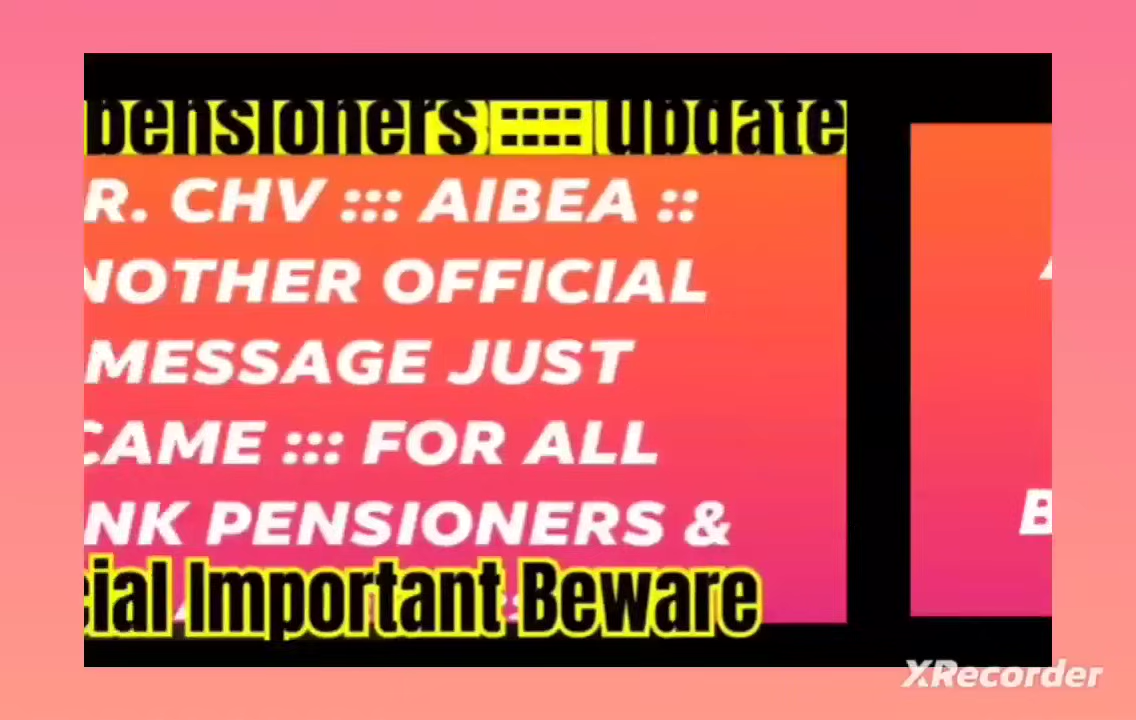 pensioners :::: Update
R. CHV ::: AIBEA ::
NOTHER OFFICIAL
MESSAGE JUST
CAME ::: FOR ALL
NK PENSIONERS &
cial Important Beware
B
XRecorder